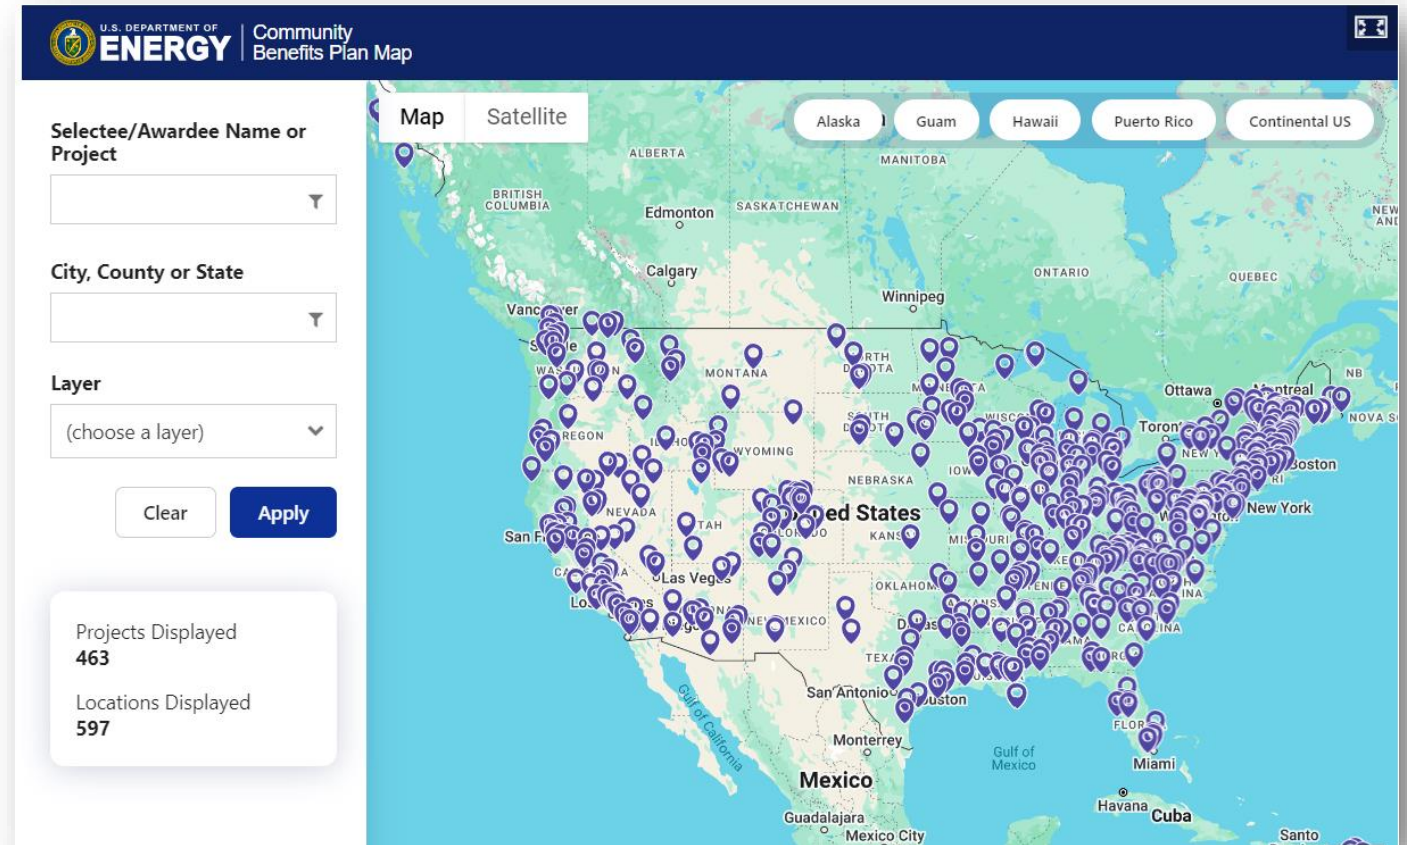 U.S. DEPARTMENT OF
ENERGY
Community
Benefits Plan Map
Selectee/Awardee Name or
Project
City, County or State
Layer
(choose a layer)
Clear
Apply
Projects Displayed
463
Locations Displayed
597
Map
Satellite
Alaska
Guam
Hawaii
Puerto Rico
Continental US
ALBERTA
MANITOBA
BRITISH
COLUMBIA
Edmonton
SASKATCHEWAN
Calgary
ONTARIO
QUEBEC
Winnipeg
MONTANA
Ottawa
NB
WYOMING
NEBRASKA
Boston
NEVADA
United States
New York
Las Vegas
San Antonio
Monterrey
Gulf of California
Gulf of
Mexico
Miami
Mexico
Havana
Cuba
Guadalajara
Mexico City
Santo